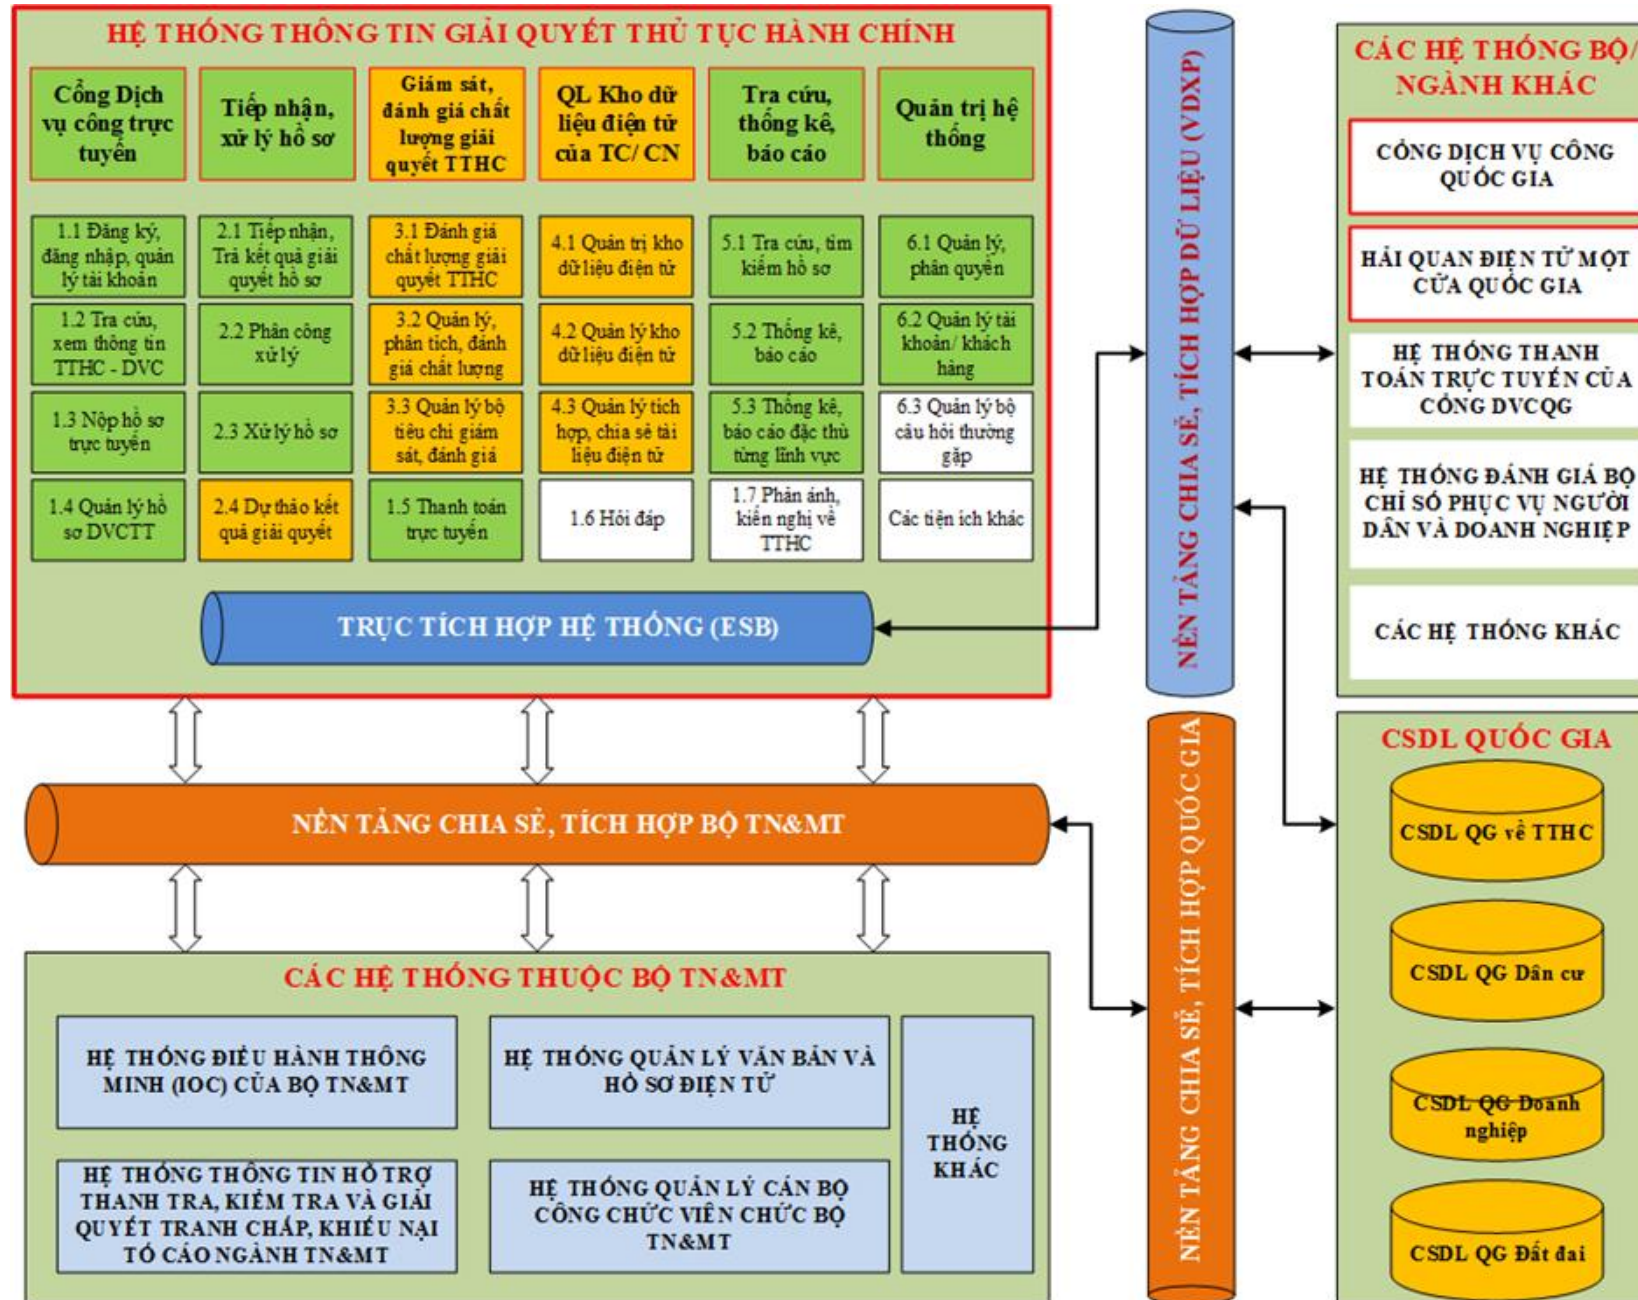 HỆ THỐNG THÔNG TIN GIẢI QUYẾT THỦ TỤC HÀNH CHÍNH
Cổng Dịch
vụ công trực
tuyến
Tiếp nhận,
xử lý hồ sơ
Giám sát,
đánh giá chất
lượng giải
quyết TTHC
QL Kho dữ
liệu điện tử
của TC/ CN
Tra cứu,
thống kê,
báo cáo
Quản trị hệ
thống
1.1 Đăng ký,
đăng nhập, quản
lý tài khoản
2.1 Tiếp nhận,
Trả kết quả giải
quyết hồ sơ
3.1 Đánh giá
chất lượng giải
quyết TTHC
4.1 Quản trị kho
dữ liệu điện tử
5.1 Tra cứu, tìm
kiếm hồ sơ
6.1 Quản lý,
phân quyền
1.2 Tra cứu,
xem thông tin
TTHC - DVC
2.2 Phân công
xử lý
3.2 Quản lý,
phân tích, đánh
giá chất lượng
4.2 Quản lý kho
dữ liệu điện tử
5.2 Thống kê,
báo cáo
6.2 Quản lý tài
khoản/ khách
hàng
1.3 Nộp hồ sơ
trực tuyến
2.3 Xử lý hồ sơ
3.3 Quản lý bộ
tiêu chí giám
sát, đánh giá
4.3 Quản lý tích
hợp, chia sẻ tài
liệu điện tử
5.3 Thống kê,
báo cáo đặc thù
từng lĩnh vực
6.3 Quản lý bộ
câu hỏi thường
gặp
1.4 Quản lý hồ
sơ DVCTT
2.4 Dự thảo kết
quả giải quyết
1.5 Thanh toán
trực tuyến
1.6 Hỏi đáp
1.7 Phản ánh,
kiến nghị về
TTHC
Các tiện ích khác
TRỤC TÍCH HỢP HỆ THỐNG (ESB)
NỀN TẢNG CHIA SẺ, TÍCH HỢP DỮ LIỆU (VDXP)
CÁC HỆ THỐNG BỘ/
NGÀNH KHÁC
CỔNG DỊCH VỤ CÔNG
QUỐC GIA
HẢI QUAN ĐIỆN TỬ MỘT
CỬA QUỐC GIA
HỆ THỐNG THANH
TOÁN TRỰC TUYẾN CỦA
CỔNG DVCQG
HỆ THỐNG ĐÁNH GIÁ BỘ
CHỈ SỐ PHỤC VỤ NGƯỜI
DÂN VÀ DOANH NGHIỆP
CÁC HỆ THỐNG KHÁC
NỀN TẢNG CHIA SẺ, TÍCH HỢP BỘ TN&MT
NỀN TẢNG CHIA SẺ, TÍCH HỢP QUỐC GIA
CSDL QUỐC GIA
CSDL QG về TTHC
CSDL QG Dân cư
CSDL QG Doanh
nghiệp
CSDL QG Đất đai
CÁC HỆ THỐNG THUỘC BỘ TN&MT
HỆ THỐNG ĐIỀU HÀNH THÔNG
MINH (IOC) CỦA BỘ TN&MT
HỆ THỐNG QUẢN LÝ VĂN BẢN VÀ
HỒ SƠ ĐIỆN TỬ
HỆ
THỐNG
KHÁC
HỆ THỐNG THÔNG TIN HỖ TRỢ
THANH TRA, KIỂM TRA VÀ GIẢI
QUYẾT TRANH CHẤP, KHIẾU NẠI
TỐ CÁO NGÀNH TN&MT
HỆ THỐNG QUẢN LÝ CÁN BỘ
CÔNG CHỨC VIÊN CHỨC BỘ
TN&MT